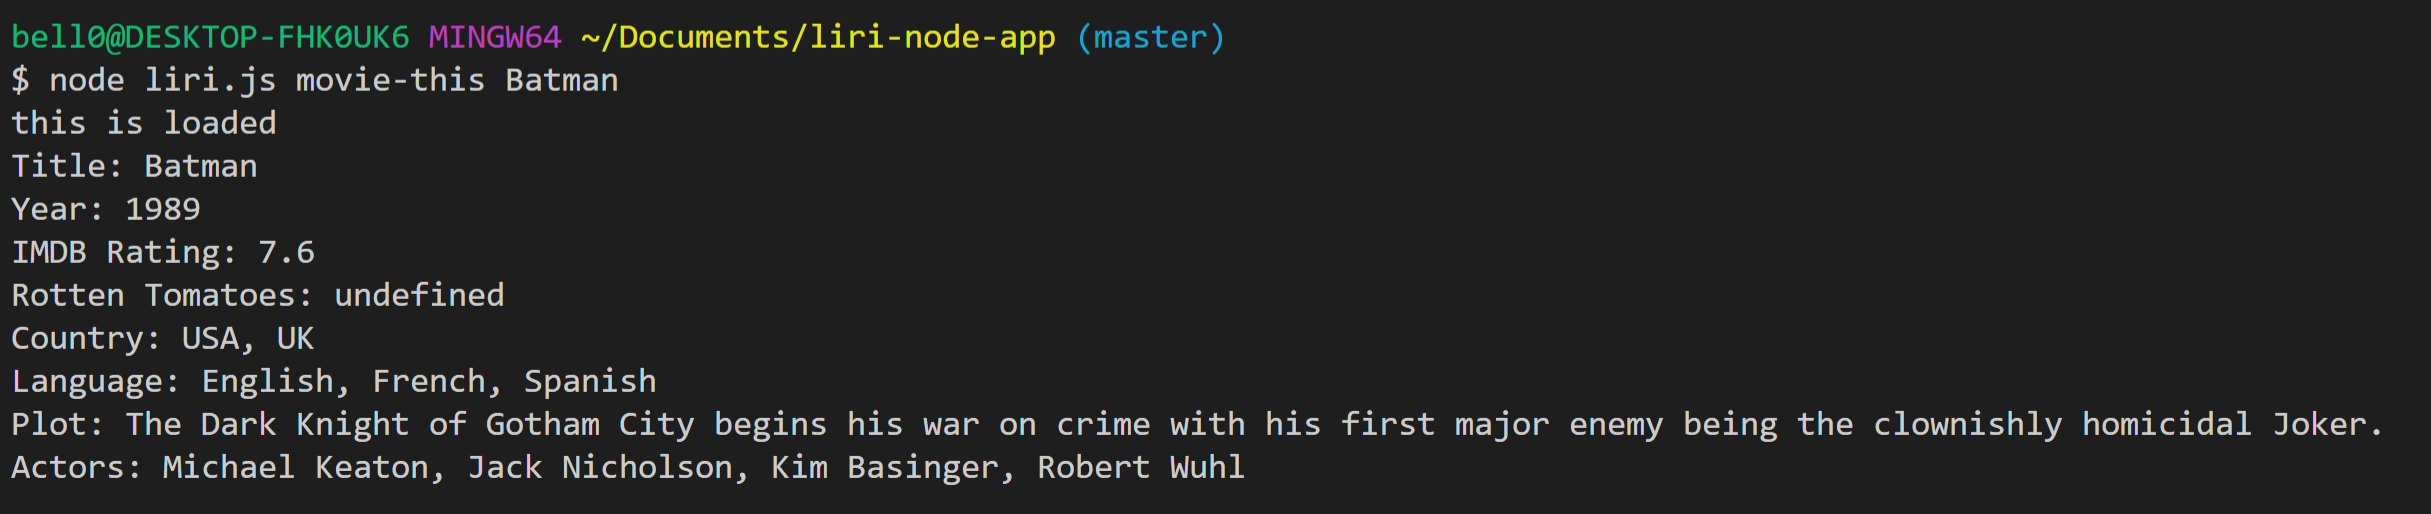 bell0@DESKTOP-FHK0UK6 MINGW64 ~/Documents/liri-node-app (master)
$ node liri.js movie-this Batman
this is loaded
Title: Batman
Year: 1989
IMDB Rating: 7.6
Rotten Tomatoes: undefined
Country: USA, UK
Language: English, French, Spanish
Plot: The Dark Knight of Gotham City begins his war on crime with his first major enemy being the clownishly homicidal Joker.
Actors: Michael Keaton, Jack Nicholson, Kim Basinger, Robert Wuhl